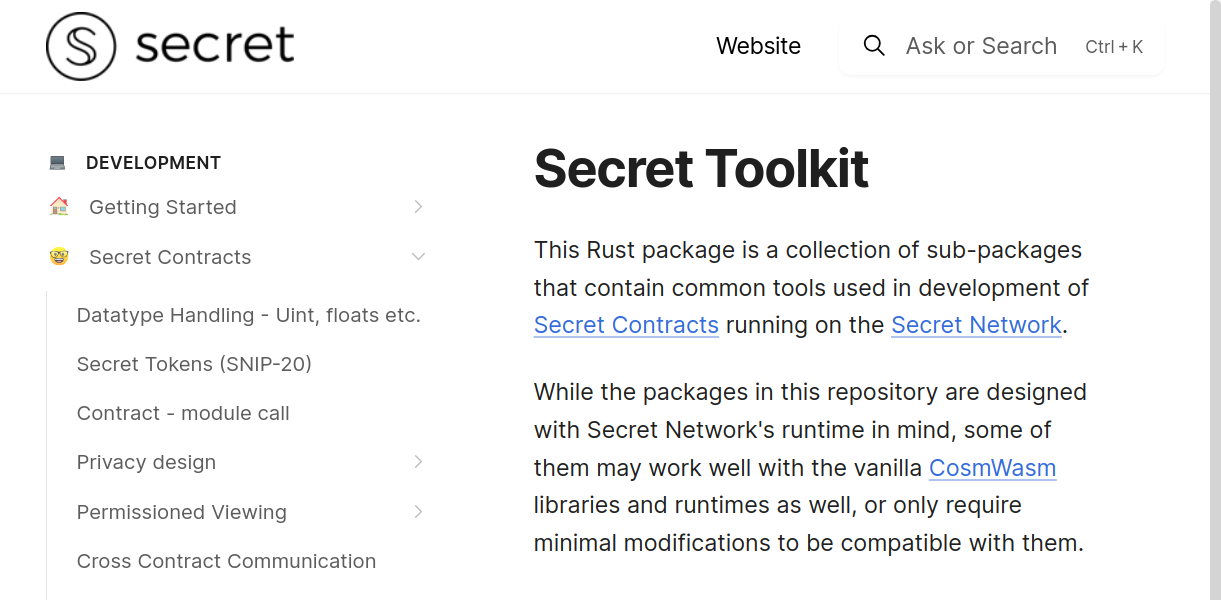 secret
Website
Ask or Search
Ctrl + K
DEVELOPMENT
Getting Started
Secret Contracts
Datatype Handling - Uint, floats etc.
Secret Tokens (SNIP-20)
Contract - module call
Privacy design
Permissioned Viewing
Cross Contract Communication
Secret Toolkit
This Rust package is a collection of sub-packages
that contain common tools used in development of
Secret Contracts running on the Secret Network.
While the packages in this repository are designed
with Secret Network's runtime in mind, some of
them may work well with the vanilla CosmWasm
libraries and runtimes as well, or only require
minimal modifications to be compatible with them.